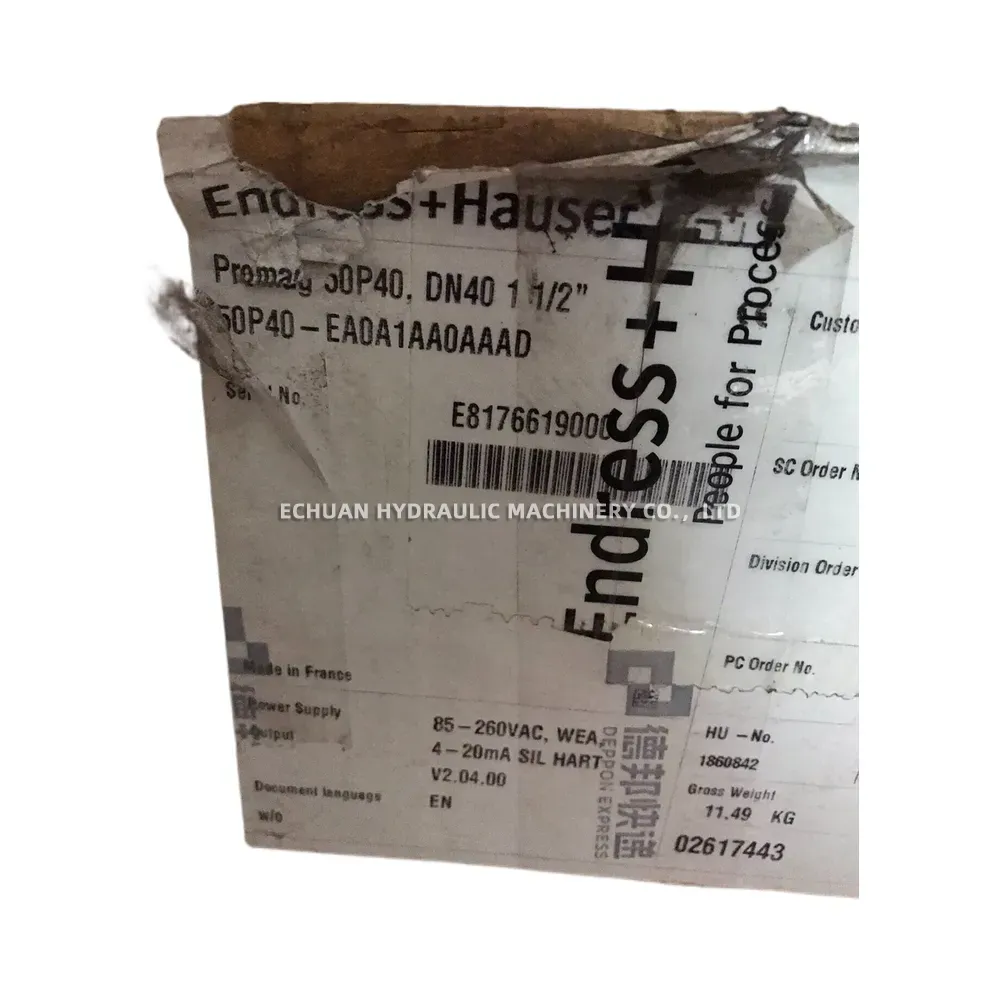 Endress+Hauser
Promag 50P40, DN40 1 1/2"
50P40-EA0A1AA0AAAD
Serial No.
E8176619000
Endress+H
People for Process
Custo
SC Order N
Division Order
PC Order No.
ECHUAN HYDRAULIC MACHINERY CO., LTD
Made in France
Power Supply
85-260VAC, WEA,
Output
4-20mA SIL HART
V2.04.00
Document language
EN
w/o
HU -No.
1860842
Gross Weight
11.49 KG
02617443
德邦快递
DEPPON EXPRESS